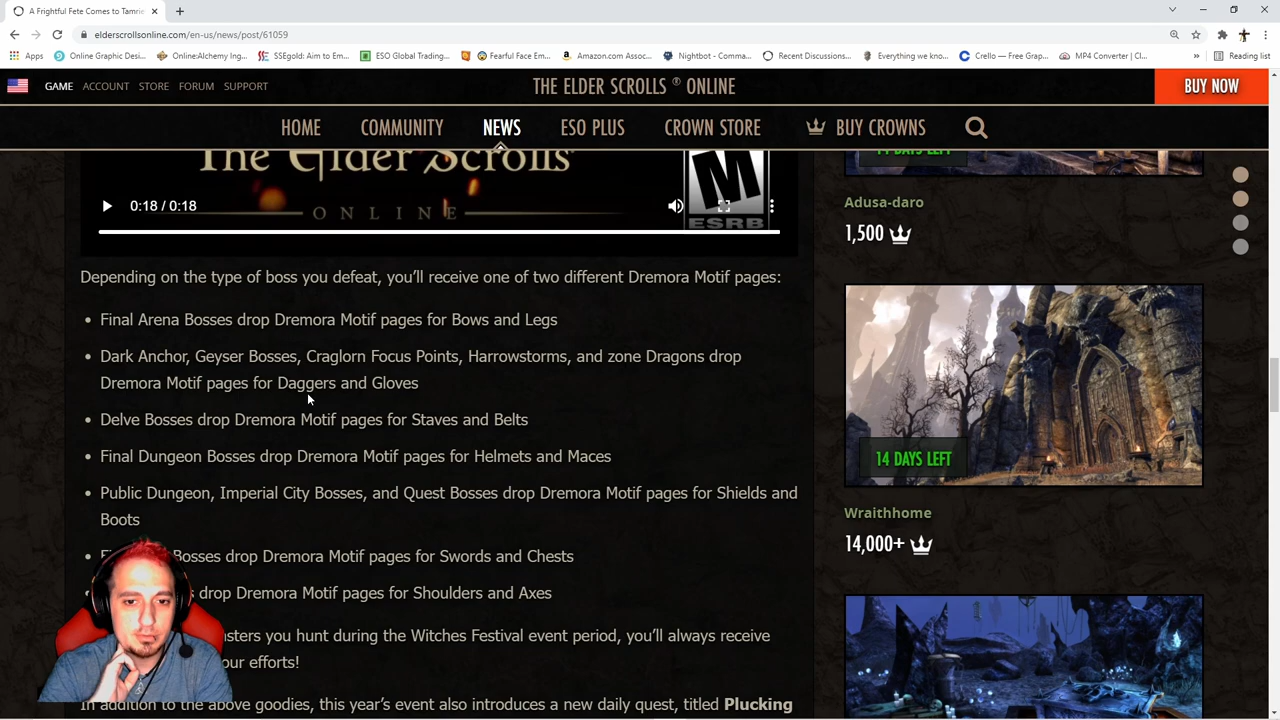 A Frightful Fete Comes to Tamrie
elderscrollsonline.com/en-us/news/post/61059
Apps Online Graphic Desi... Online:Alchemy Ing... SSEgold: Aim to Em... ESO Global Trading... Fearful Face Em... Amazon.com Assoc... Nightbot - Comma... Recent Discussions... Everything we kno... Crello — Free Grap... MP4 Converter | Cl... » Reading list
GAME ACCOUNT STORE FORUM SUPPORT THE ELDER SCROLLS ® ONLINE BUY NOW
HOME COMMUNITY NEWS ESO PLUS CROWN STORE BUY CROWNS
The Elder Scrolls
ONLINE
M
ESRB
0:18 / 0:18
Depending on the type of boss you defeat, you'll receive one of two different Dremora Motif pages:
• Final Arena Bosses drop Dremora Motif pages for Bows and Legs
• Dark Anchor, Geyser Bosses, Craglorn Focus Points, Harrowstorms, and zone Dragons drop
Dremora Motif pages for Daggers and Gloves
• Delve Bosses drop Dremora Motif pages for Staves and Belts
• Final Dungeon Bosses drop Dremora Motif pages for Helmets and Maces
• Public Dungeon, Imperial City Bosses, and Quest Bosses drop Dremora Motif pages for Shields and
Boots
• Bosses drop Dremora Motif pages for Swords and Chests
drop Dremora Motif pages for Shoulders and Axes
you hunt during the Witches Festival event period, you'll always receive
efforts!
In addition to the above goodies, this year's event also introduces a new daily quest, titled Plucking
DAYS LEFT
Adusa-daro
1,500
14 DAYS LEFT
Wraithhome
14,000+